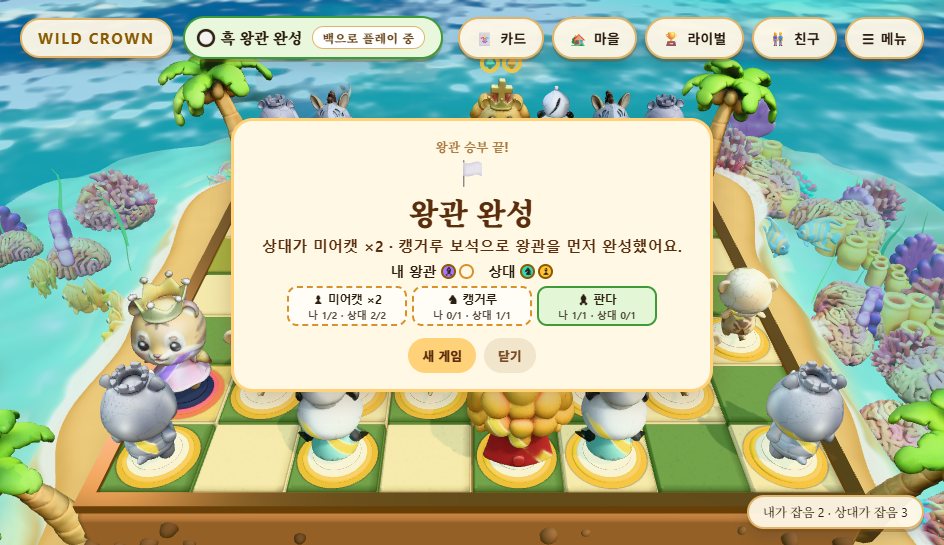 WILD CROWN
흑 왕관 완성 백으로 플레이 중
카드
마을
라이벌
친구
☰ 메뉴
왕관 승부 끝!
왕관 완성
상대가 미어캣 ×2 · 캥거루 보석으로 왕관을 먼저 완성했어요.
내 왕관 상대
미어캣 ×2
나 1/2 · 상대 2/2
캥거루
나 0/1 · 상대 1/1
판다
나 1/1 · 상대 0/1
새 게임
닫기
내가 잡음 2 · 상대가 잡음 3